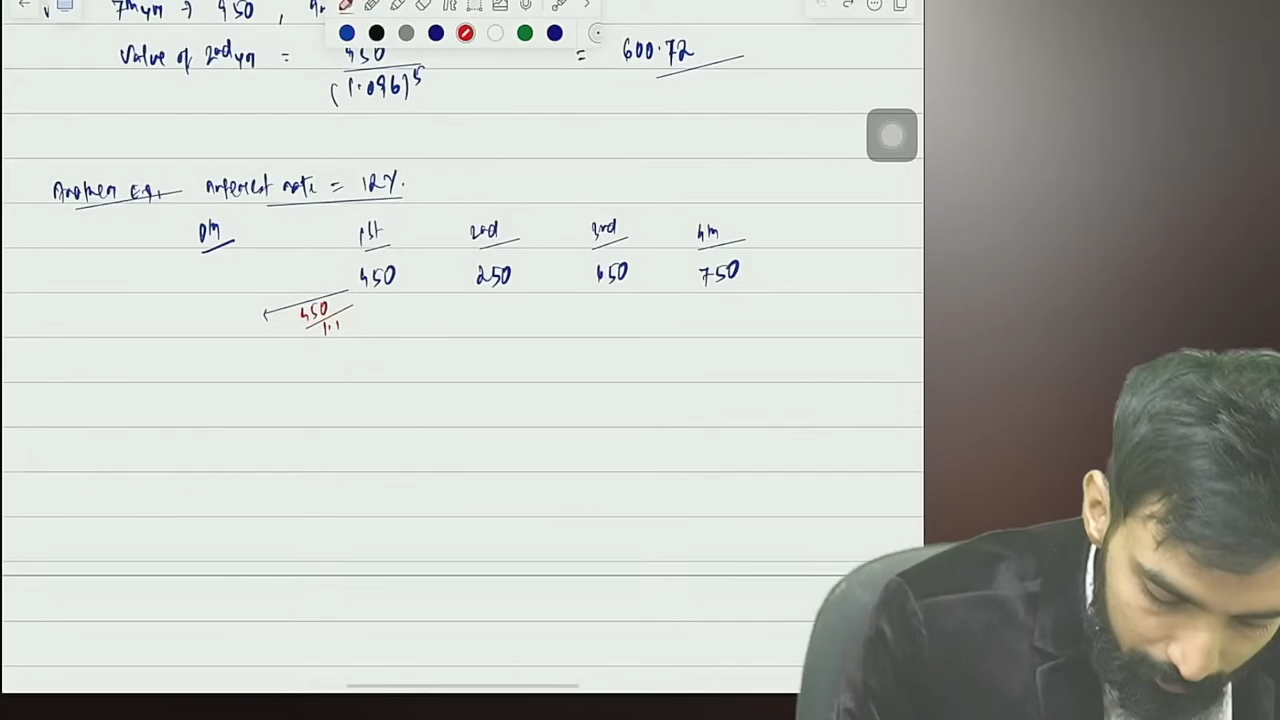 7th yr → 450 ,
Value of 2nd yr = 450 / (1.096)^5 = 600.72
Another Eg, Interest rate = 12%.
0th 1st 2nd 3rd 4th
450 250 650 750
450
1.1